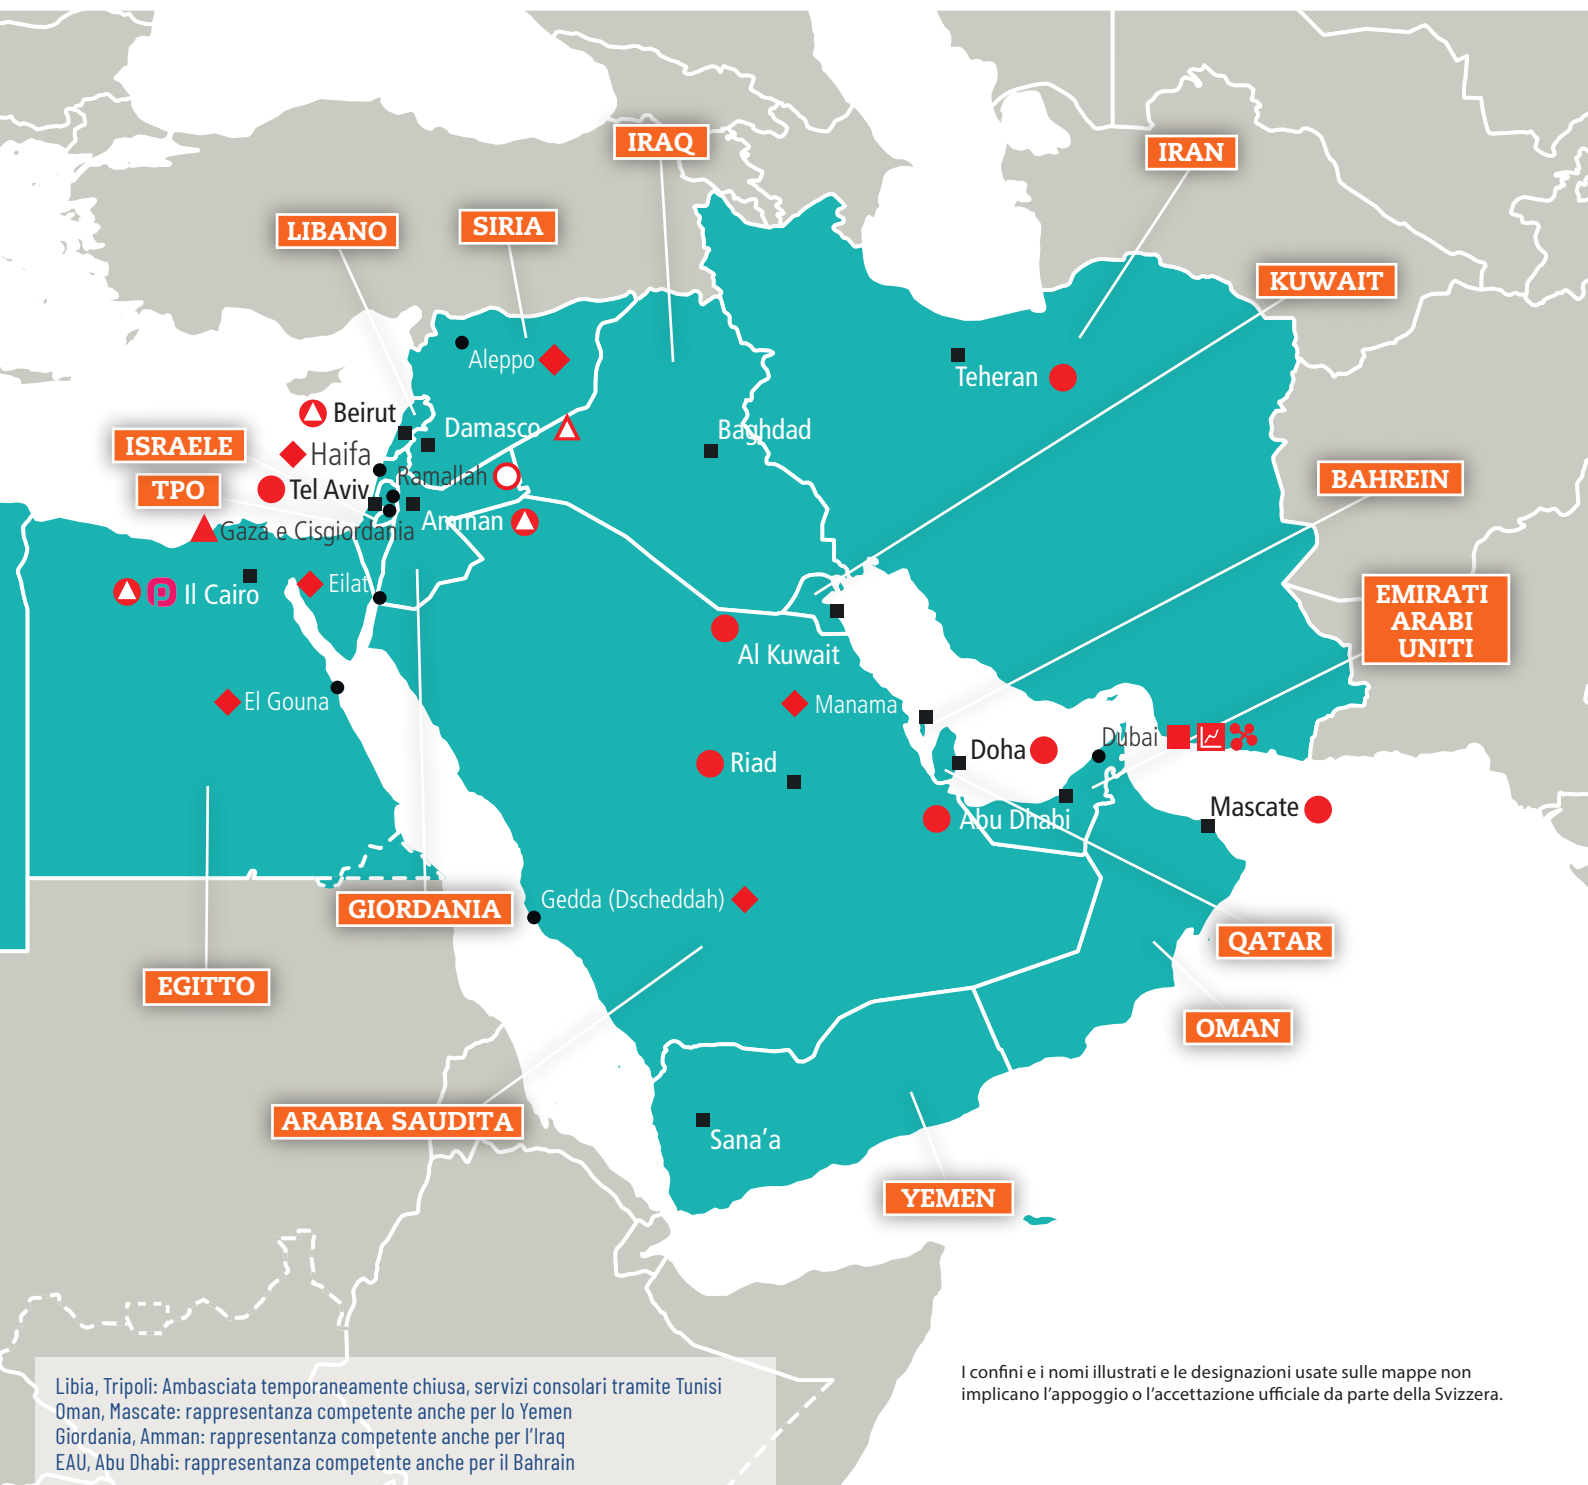 IRAQ
IRAN
LIBANO
SIRIA
KUWAIT
Aleppo
Teheran
Beirut
Damasco
Baghdad
ISRAELE
Haifa
Ramallah
BAHREIN
TPO
Tel Aviv
Gaza e Cisgiordania
Amman
Eilat
Il Cairo
EMIRATI
ARABI
UNITI
Al Kuwait
El Gouna
Manama
Doha
Dubai
Riad
Abu Dhabi
Mascate
GIORDANIA
Gedda (Dscheddah)
QATAR
EGITTO
OMAN
ARABIA SAUDITA
Sana’a
YEMEN
Libia, Tripoli: Ambasciata temporaneamente chiusa, servizi consolari tramite Tunisi
Oman, Mascate: rappresentanza competente anche per lo Yemen
Giordania, Amman: rappresentanza competente anche per l’Iraq
EAU, Abu Dhabi: rappresentanza competente anche per il Bahrain
I confini e i nomi illustrati e le designazioni usate sulle mappe non
implicano l’appoggio o l’accettazione ufficiale da parte della Svizzera.